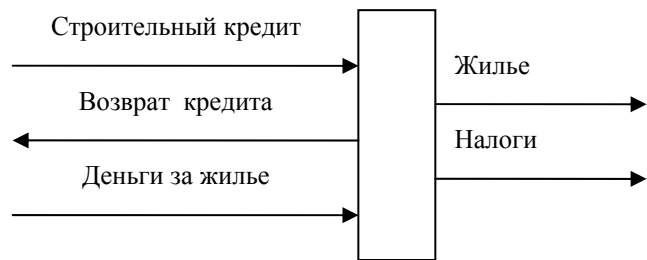 Строительный кредит
Возврат кредита
Деньги за жилье
Жилье
Налоги